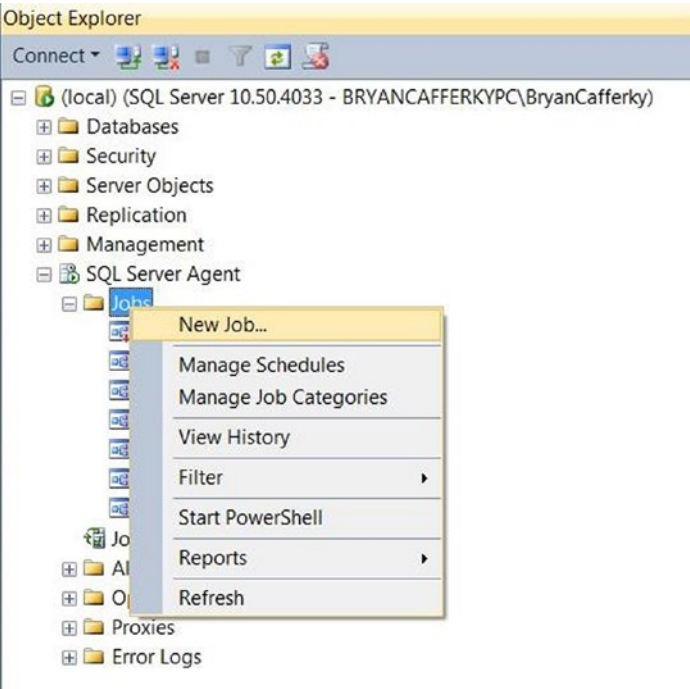 Object Explorer
Connect
(local) (SQL Server 10.50.4033 - BRYANCAFFERKYPC\BryanCafferky)
Databases
Security
Server Objects
Replication
Management
SQL Server Agent
Jobs
New Job...
Manage Schedules
Manage Job Categories
View History
Filter
Start PowerShell
Reports
Refresh
Proxies
Error Logs